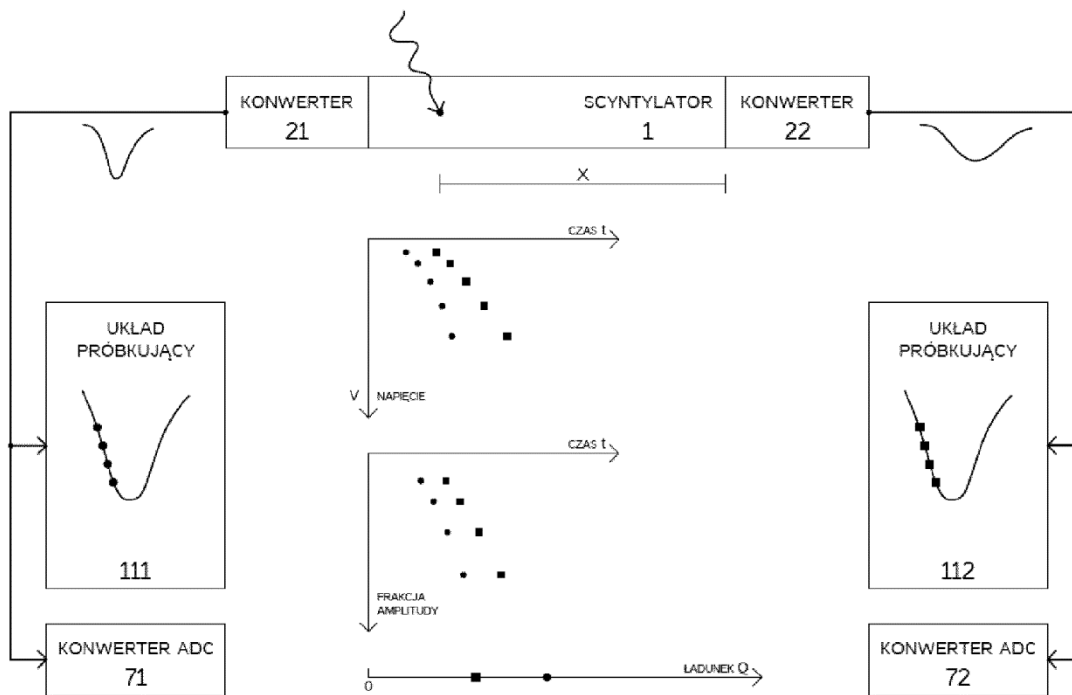 KONWERTER
21
SCYNTYLATOR
1
KONWERTER
22
X
CZAS t
V NAPIĘCIE
UKŁAD
PRÓBKUJĄCY
111
UKŁAD
PRÓBKUJĄCY
112
CZAS t
FRAKCJA
AMPLITUDY
KONWERTER ADC
71
0
ŁADUNEK Q
KONWERTER ADC
72